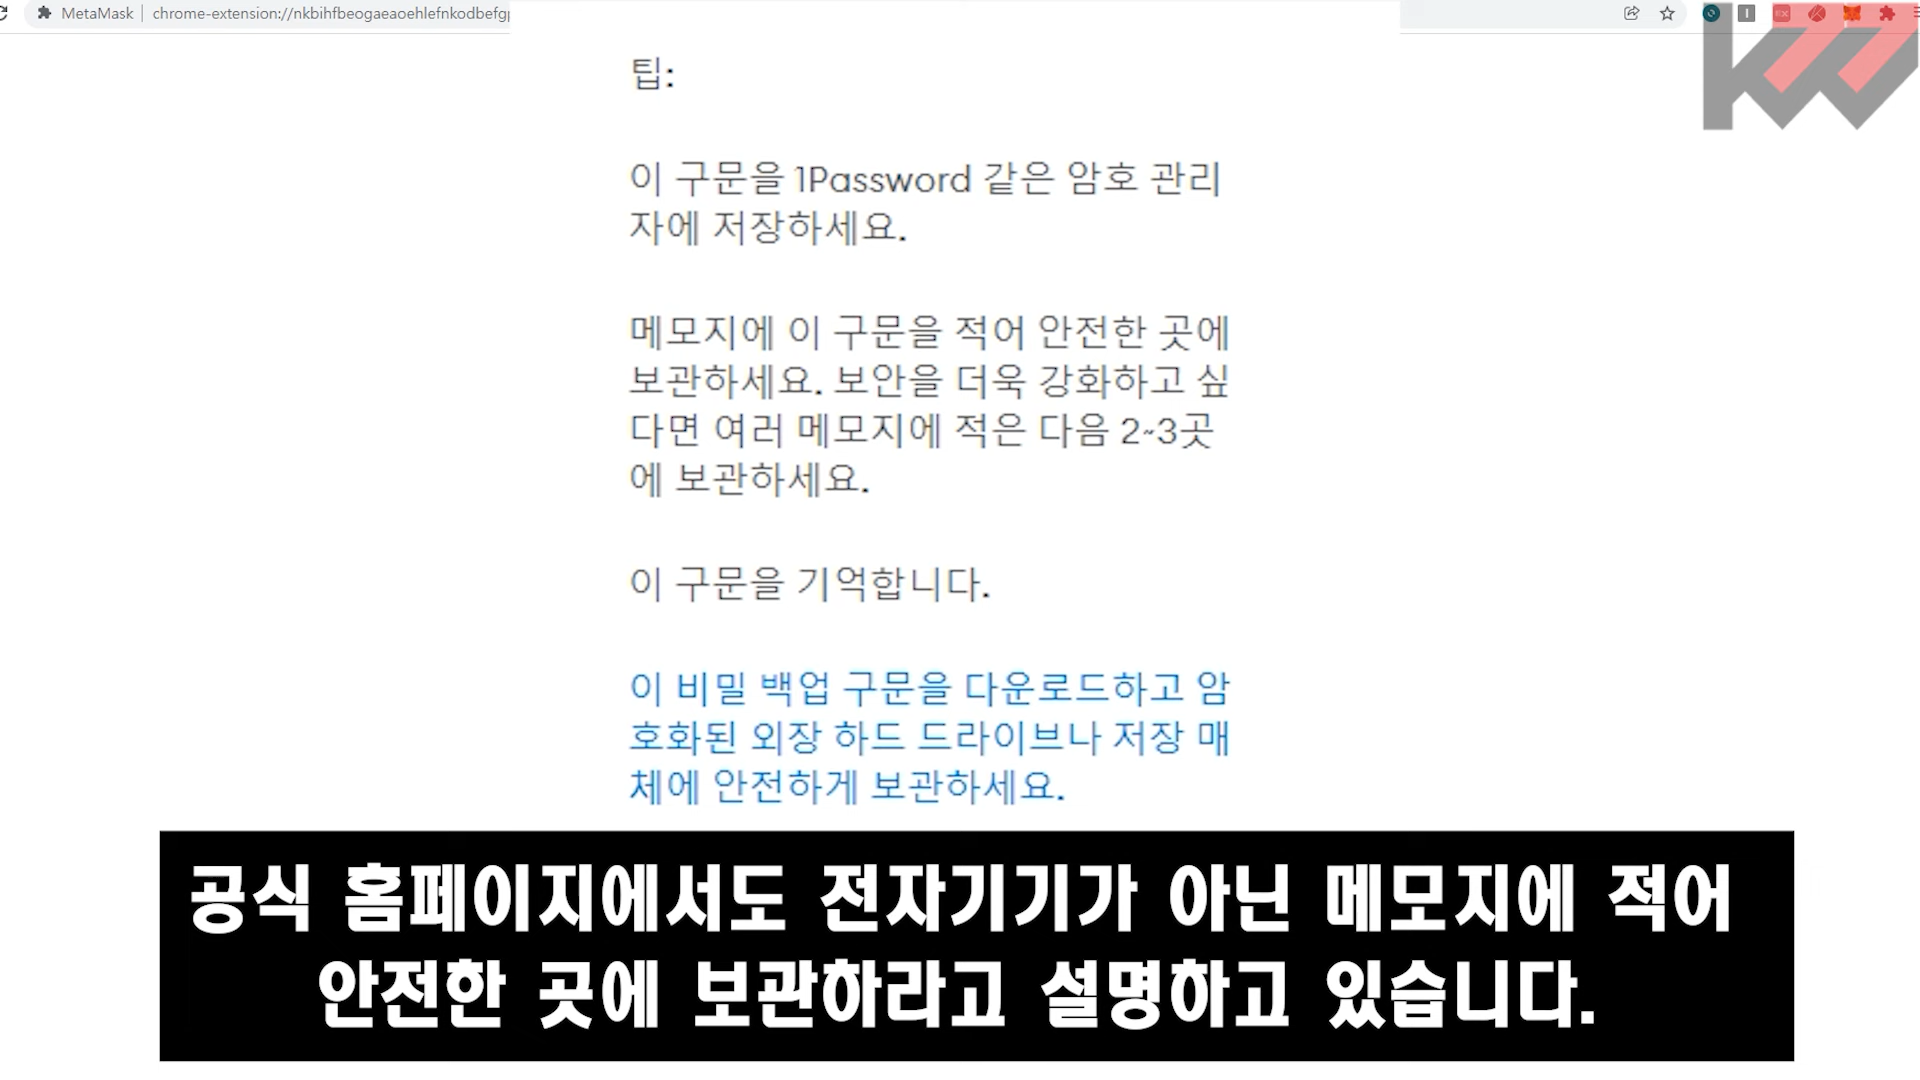 MetaMask | chrome-extension://nkbihfbeogaeaoehlefnkodbefgp
팁:
이 구문을 1Password 같은 암호 관리
자에 저장하세요.
메모지에 이 구문을 적어 안전한 곳에
보관하세요. 보안을 더욱 강화하고 싶
다면 여러 메모지에 적은 다음 2~3곳
에 보관하세요.
이 구문을 기억합니다.
이 비밀 백업 구문을 다운로드하고 암
호화된 외장 하드 드라이브나 저장 매
체에 안전하게 보관하세요.
공식 홈페이지에서도 전자기기가 아닌 메모지에 적어
안전한 곳에 보관하라고 설명하고 있습니다.